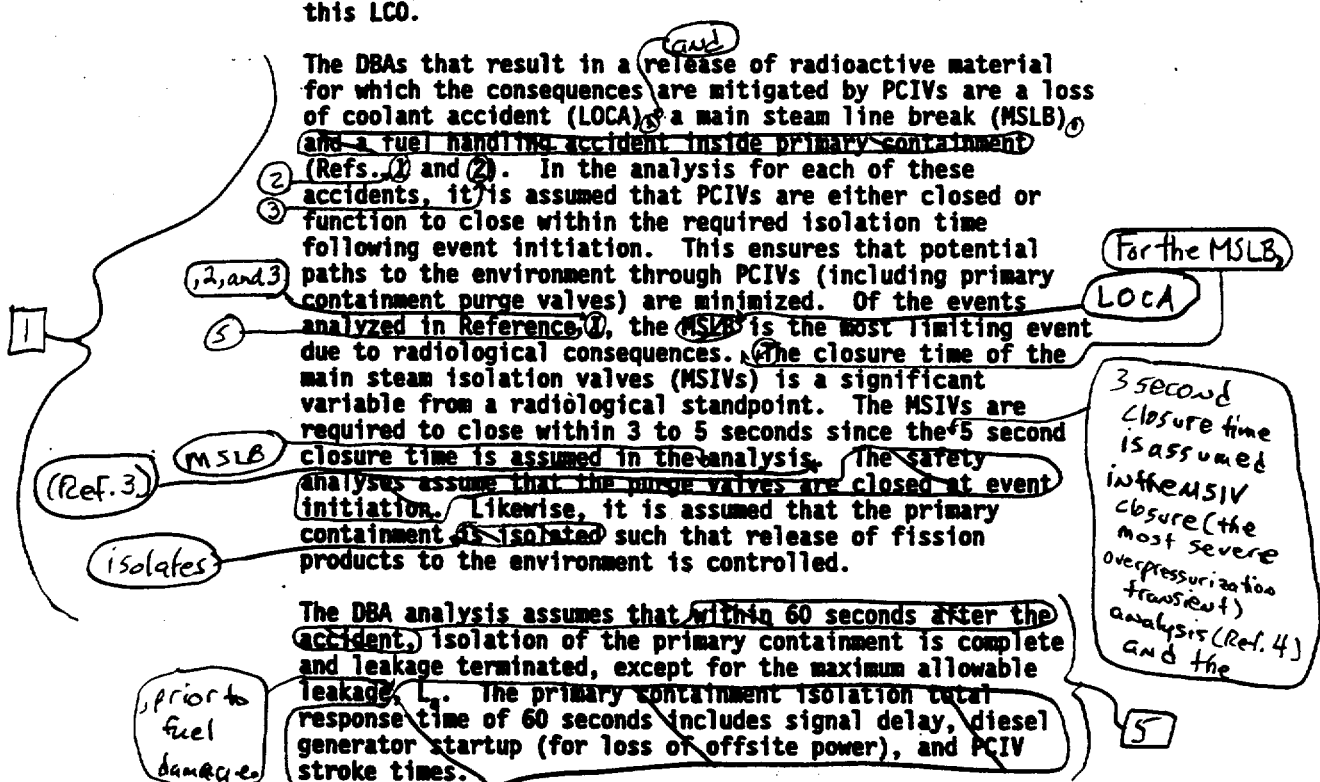 this LCO.
and
The DBAs that result in a release of radioactive material
for which the consequences are mitigated by PCIVs are a loss
of coolant accident (LOCA), a main steam line break (MSLB),
and a fuel handling accident inside primary containment
(Refs. 1 and 2). In the analysis for each of these
2
accidents, it is assumed that PCIVs are either closed or
3
function to close within the required isolation time
following event initiation. This ensures that potential
For the MSLB,
,2,and 3
paths to the environment through PCIVs (including primary
containment purge valves) are minimized. Of the events
LOCA
1
5
analyzed in Reference 1, the MSLB is the most limiting event
due to radiological consequences. The closure time of the
main steam isolation valves (MSIVs) is a significant
variable from a radiological standpoint. The MSIVs are
required to close within 3 to 5 seconds since the 5 second
MSLB
closure time is assumed in the analysis. The safety
(Ref. 3)
analyses assume that the purge valves are closed at event
initiation. Likewise, it is assumed that the primary
containment is isolated such that release of fission
isolates
products to the environment is controlled.
3 second
closure time
is assumed
in the MSIV
closure (the
most severe
overpressurization
transient)
analysis (Ref. 4)
and the
The DBA analysis assumes that within 60 seconds after the
accident, isolation of the primary containment is complete
and leakage terminated, except for the maximum allowable
leakage, La. The primary containment isolation total
response time of 60 seconds includes signal delay, diesel
generator startup (for loss of offsite power), and PCIV
stroke times.
, prior to
fuel
damage.
5